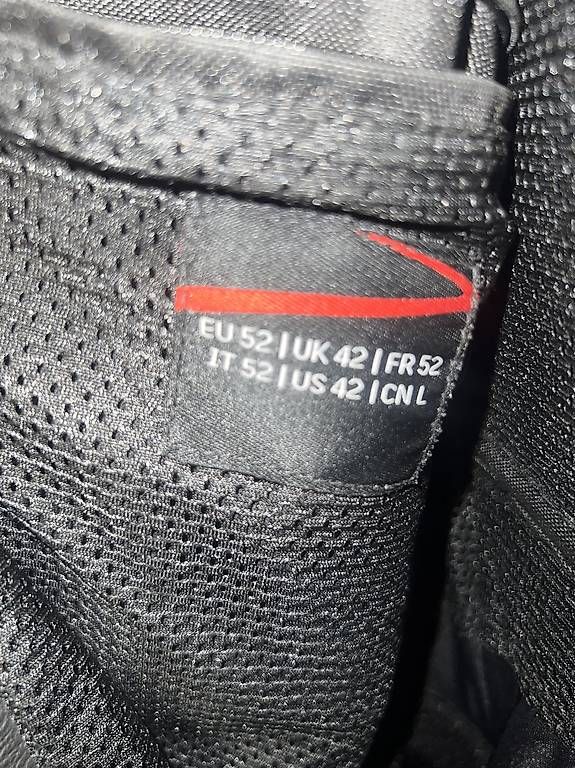 EU 52 | UK 42 | FR 52
IT 52 | US 42 | CN L